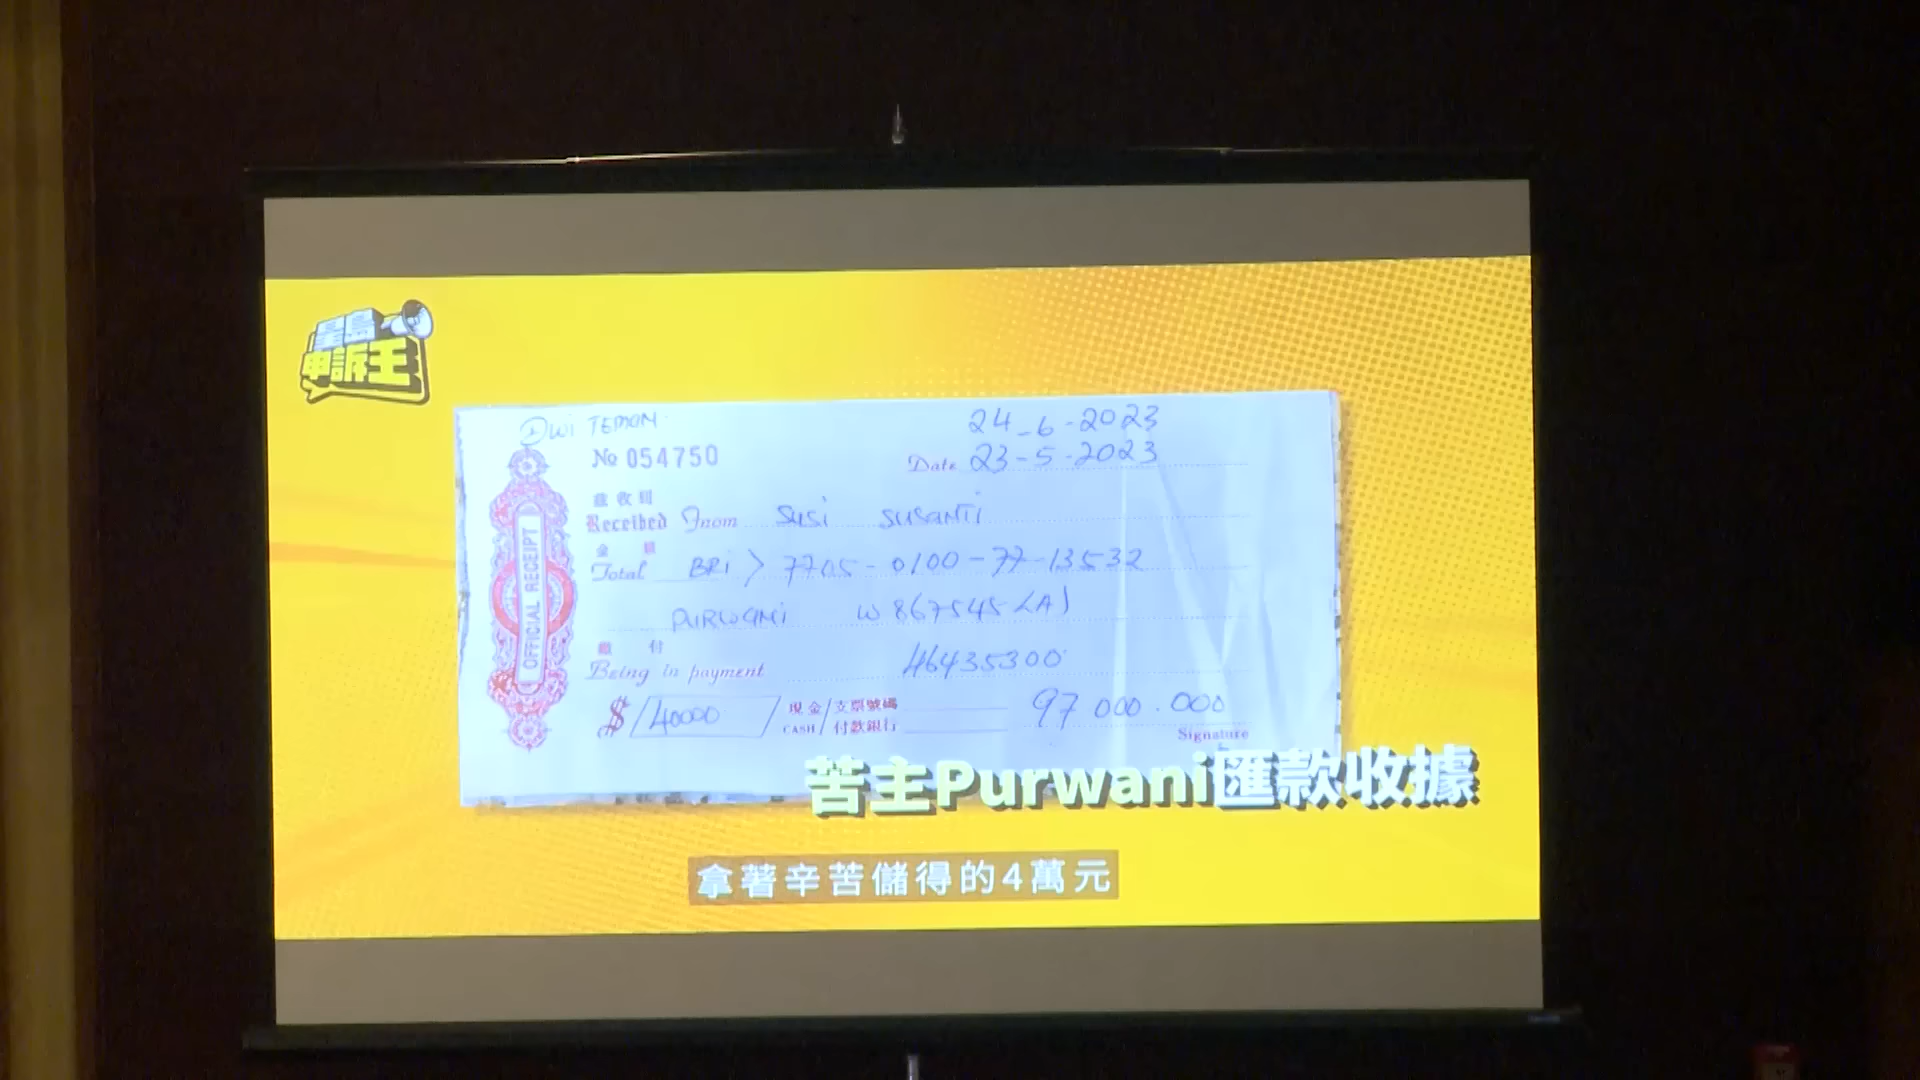 申訴王
Dwi TEMON
24-6-2023
№ 054750
Date 23-5-2023
茲收到
Received From SUSI SUSANTI
金 額
Total BRI > 7705-0100-77-13532
PURWANI W867545(A)
繳 付
Being in payment 46435300
$ 40000
現金/支票號碼
CASH/付款銀行
97 000.000
Signature
OFFICIAL RECEIPT
苦主Purwani匯款收據
拿著辛苦儲得的4萬元